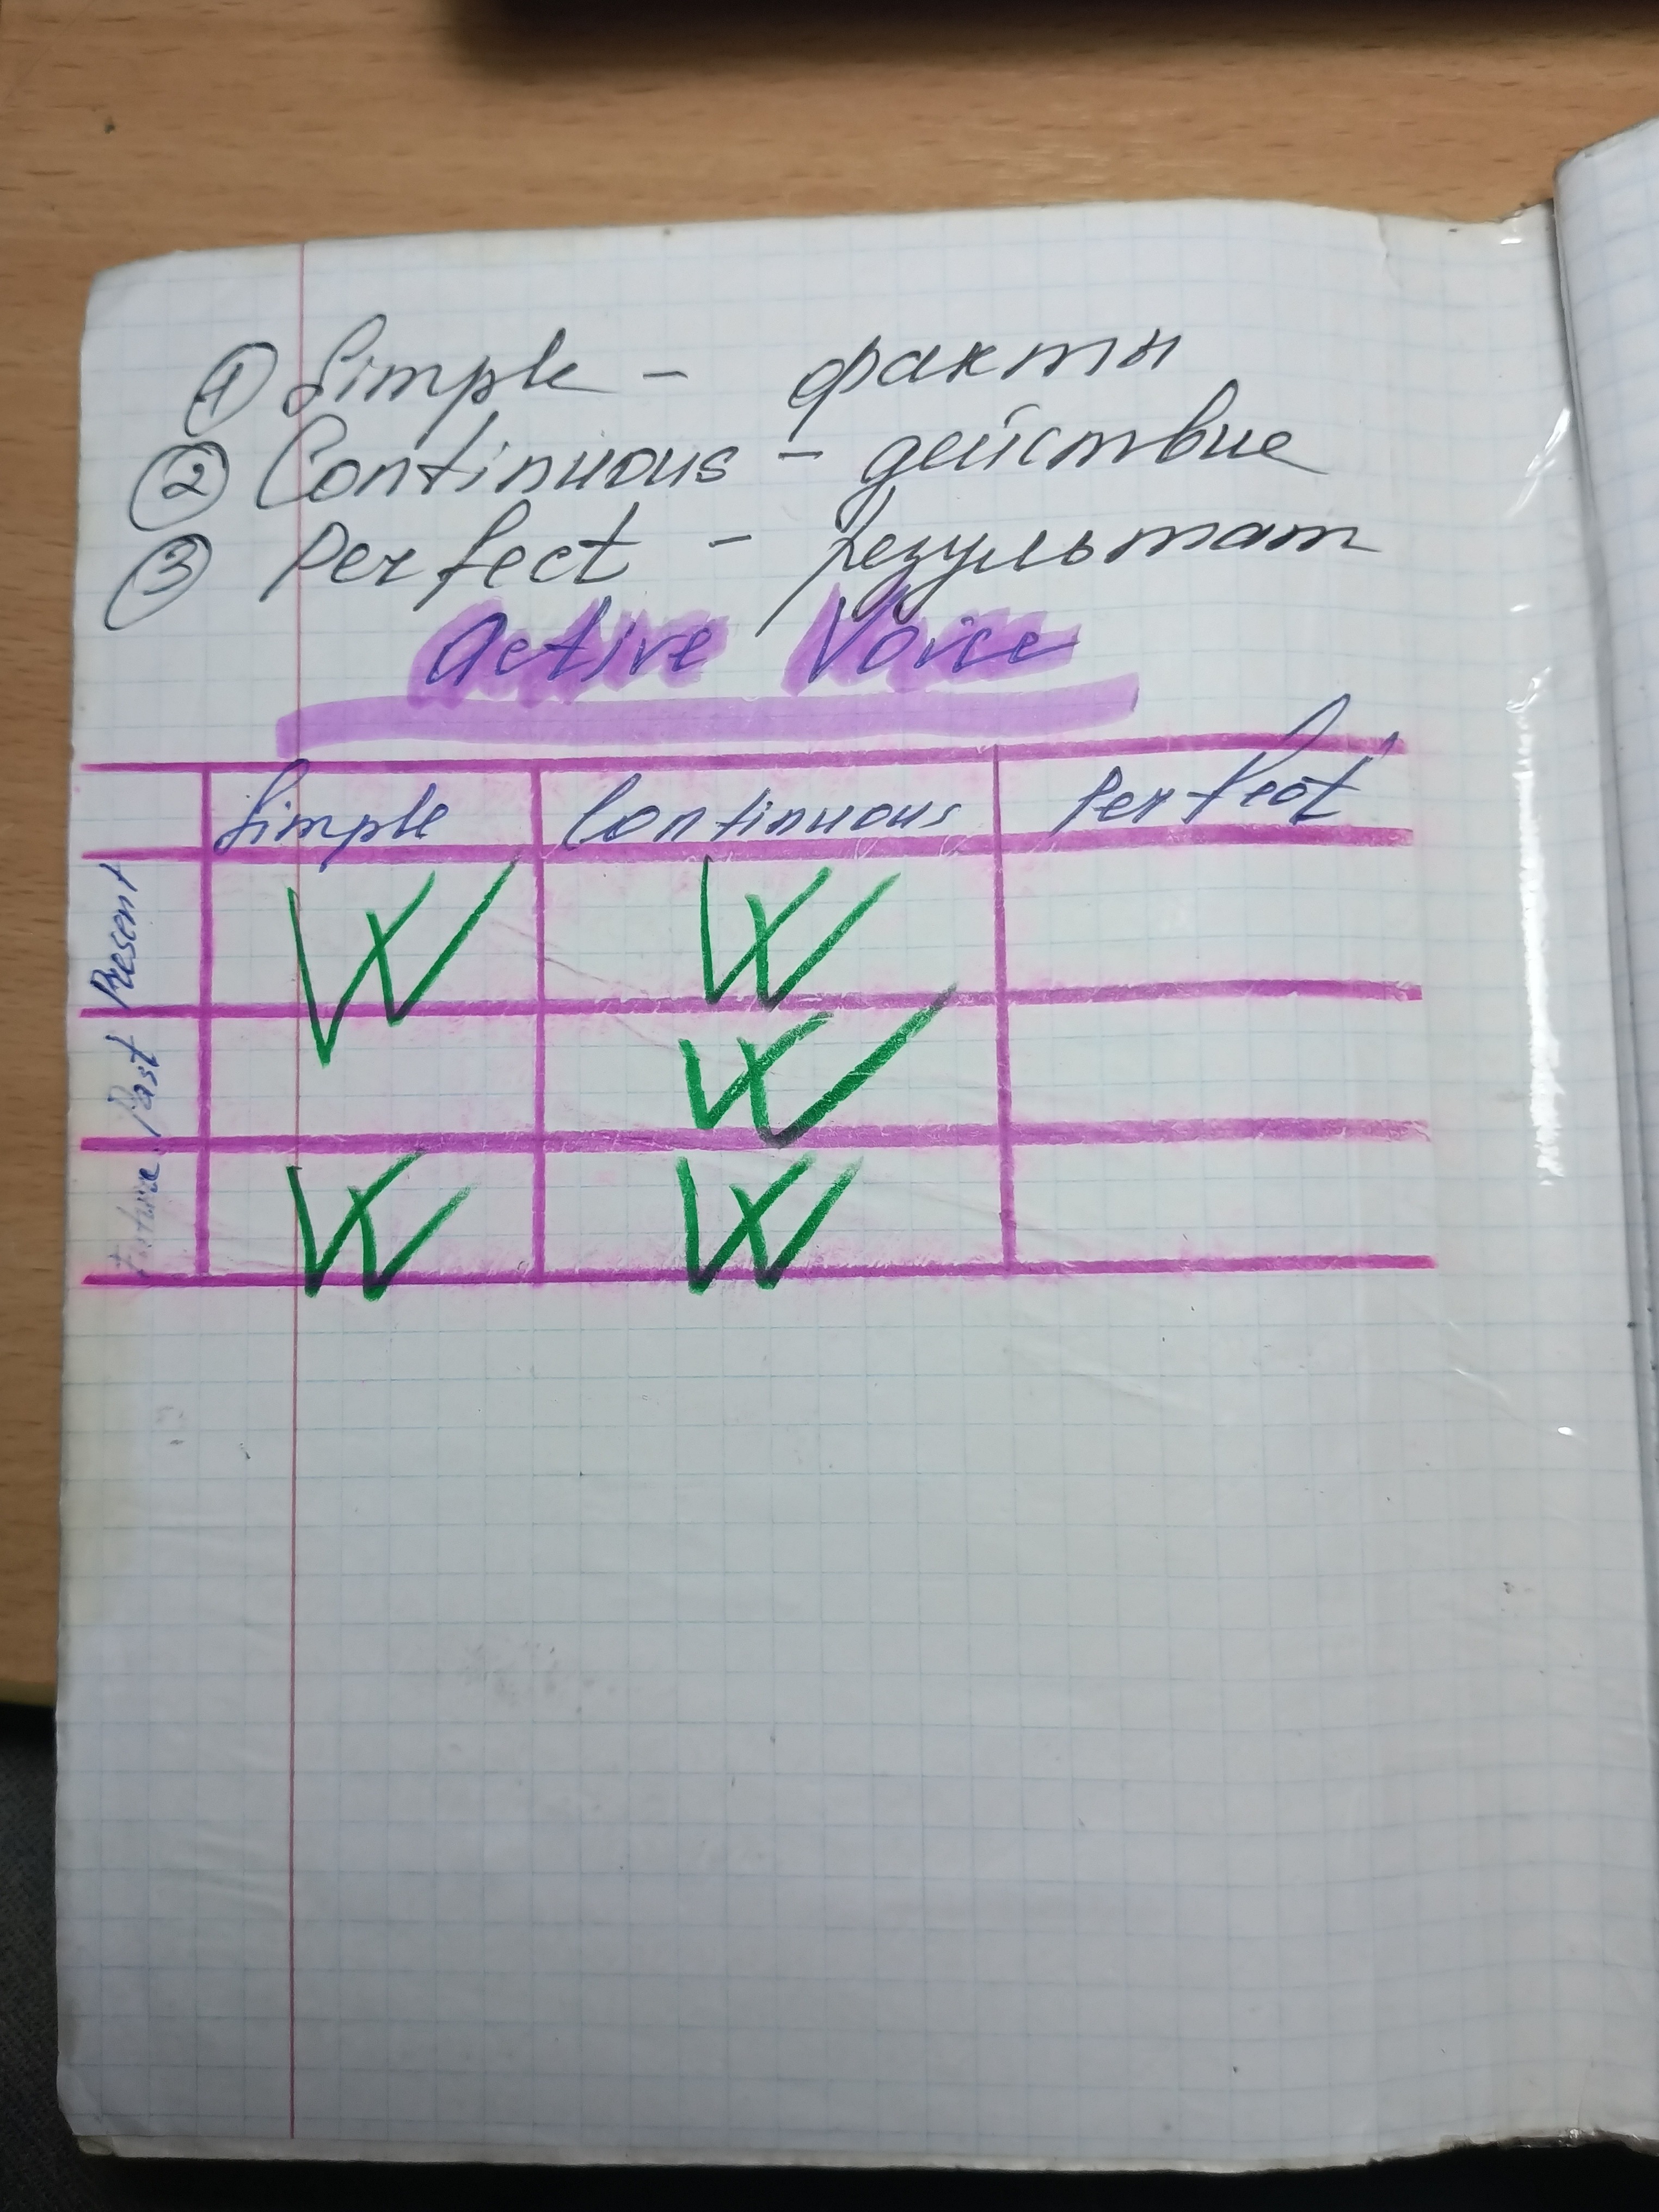 ① Simple - факты
② Continuous - действие
③ Perfect - результат
Active Voice
Simple Continuous Perfect
Present
Past
Future